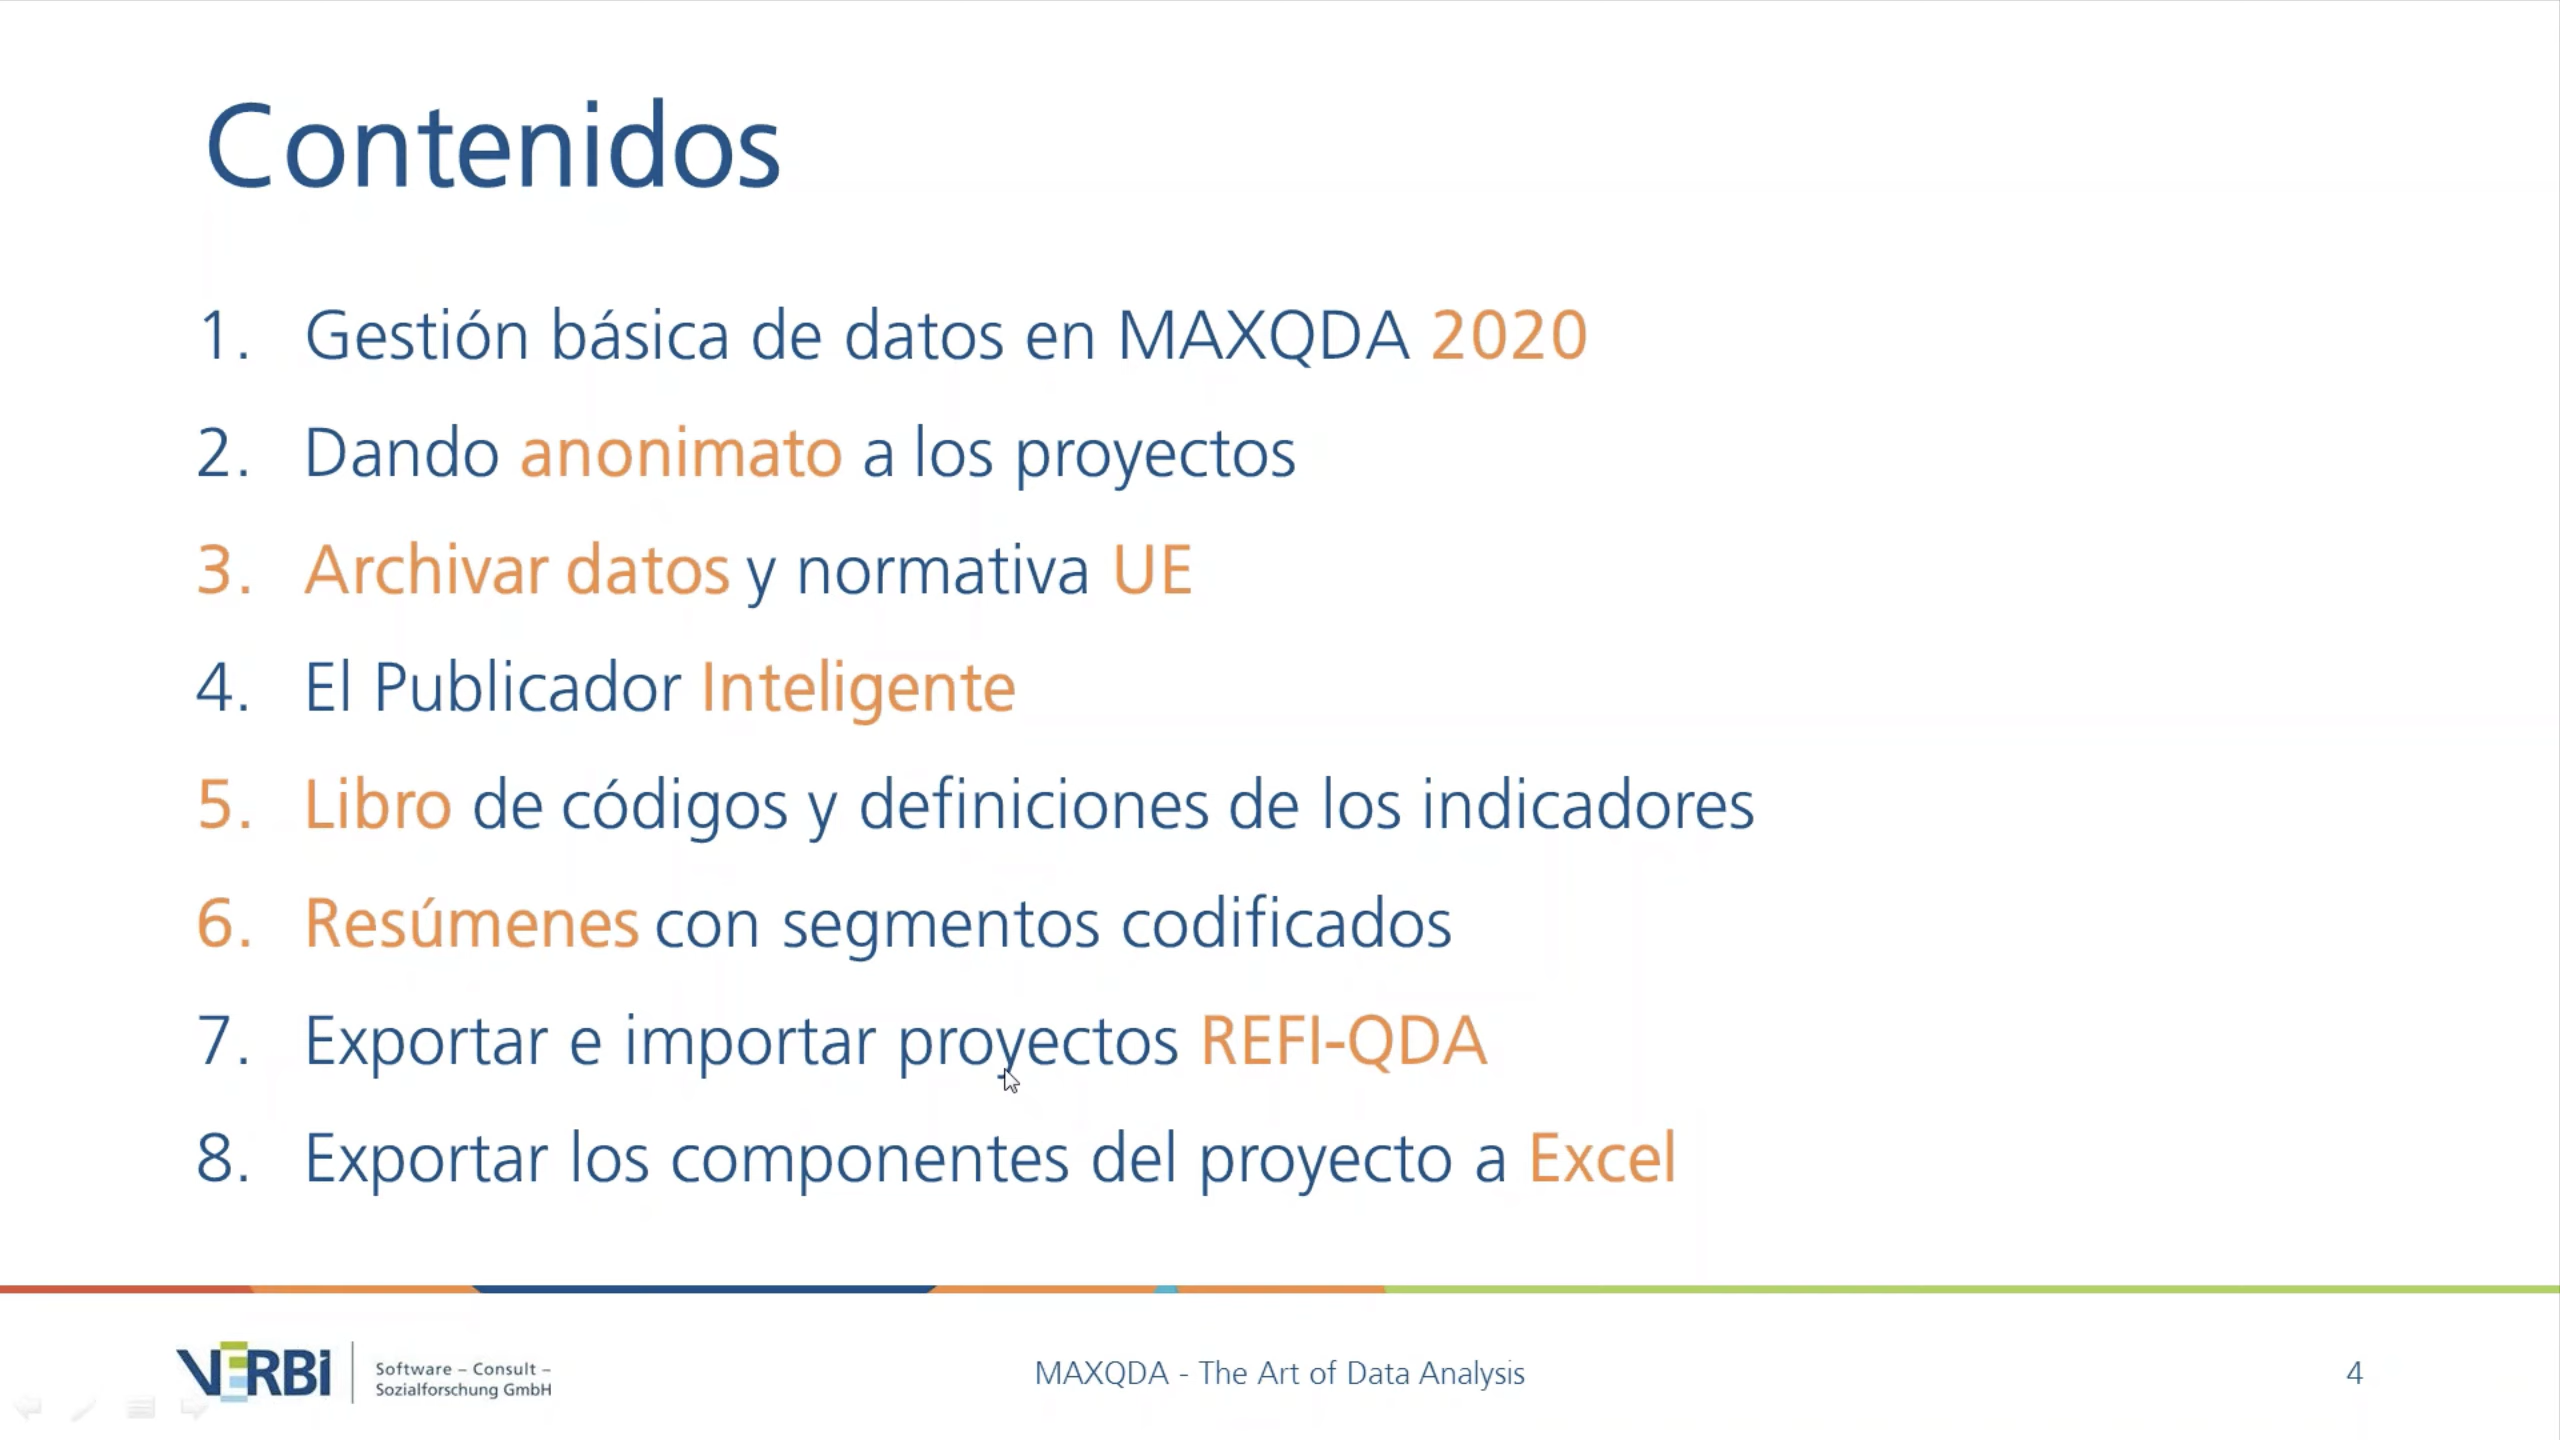 Contenidos
1. Gestión básica de datos en MAXQDA 2020
2. Dando anonimato a los proyectos
3. Archivar datos y normativa UE
4. El Publicador Inteligente
5. Libro de códigos y definiciones de los indicadores
6. Resúmenes con segmentos codificados
7. Exportar e importar proyectos REFI-QDA
8. Exportar los componentes del proyecto a Excel
VERBI
Software – Consult –
Sozialforschung GmbH
MAXQDA - The Art of Data Analysis
4